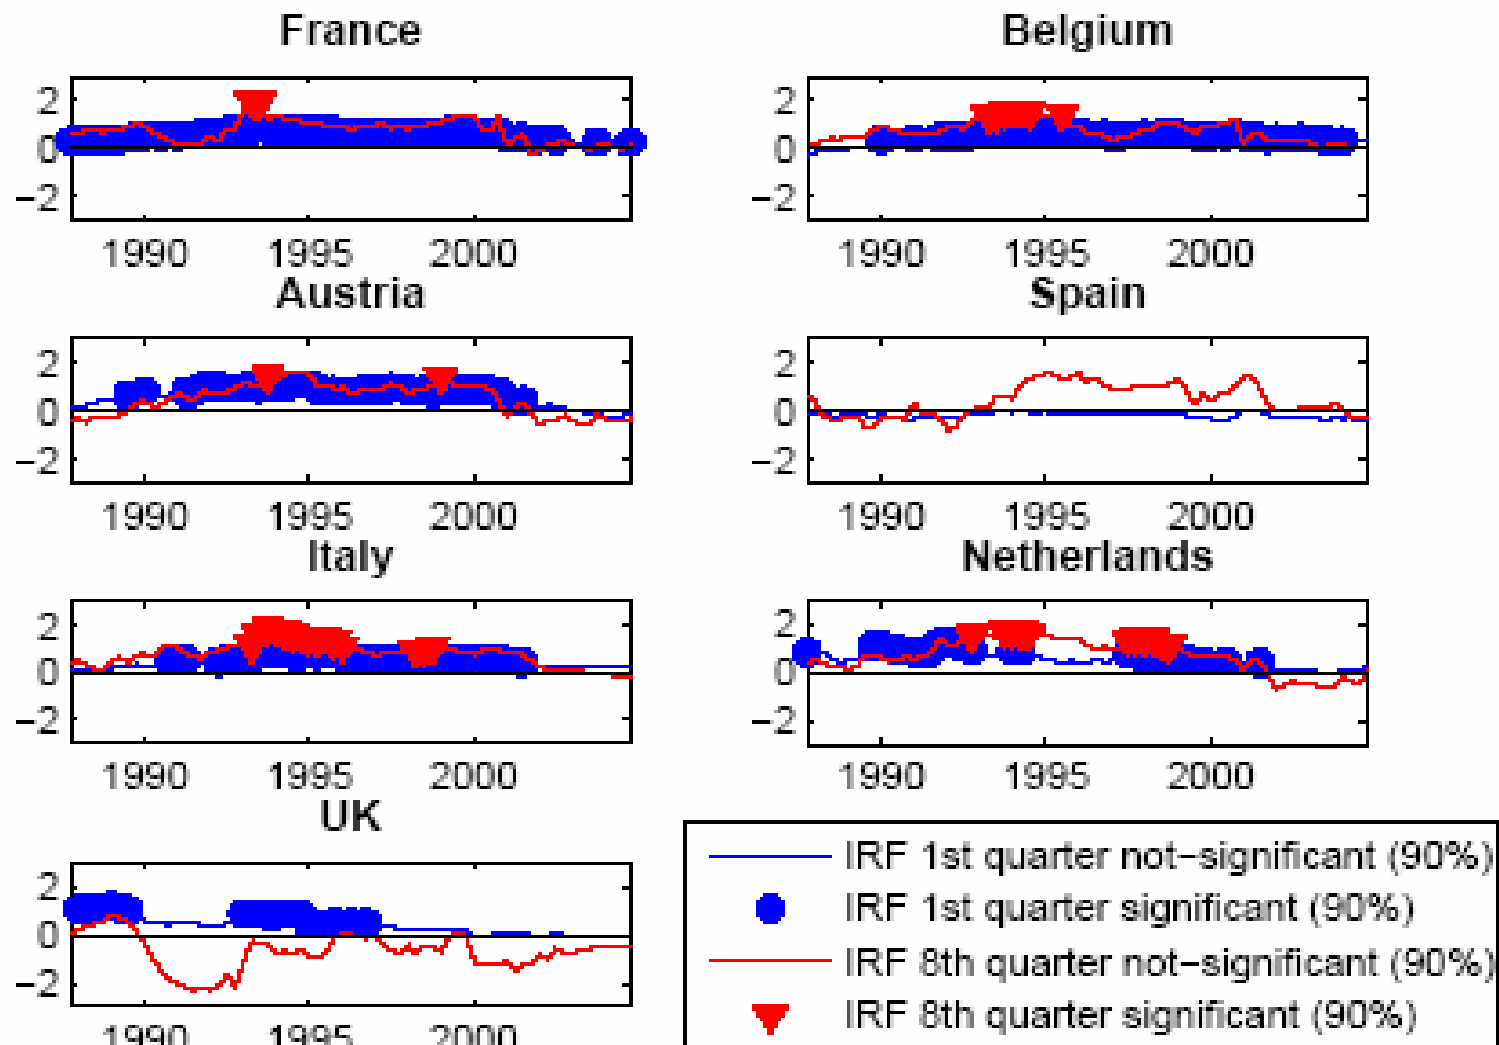 France
2
0
−2
1990 1995 2000
Belgium
2
0
−2
1990 1995 2000
Austria
2
0
−2
1990 1995 2000
Spain
2
0
−2
1990 1995 2000
Italy
2
0
−2
1990 1995 2000
Netherlands
2
0
−2
1990 1995 2000
UK
2
0
−2
1990 1995 2000
IRF 1st quarter not−significant (90%)
IRF 1st quarter significant (90%)
IRF 8th quarter not−significant (90%)
IRF 8th quarter significant (90%)